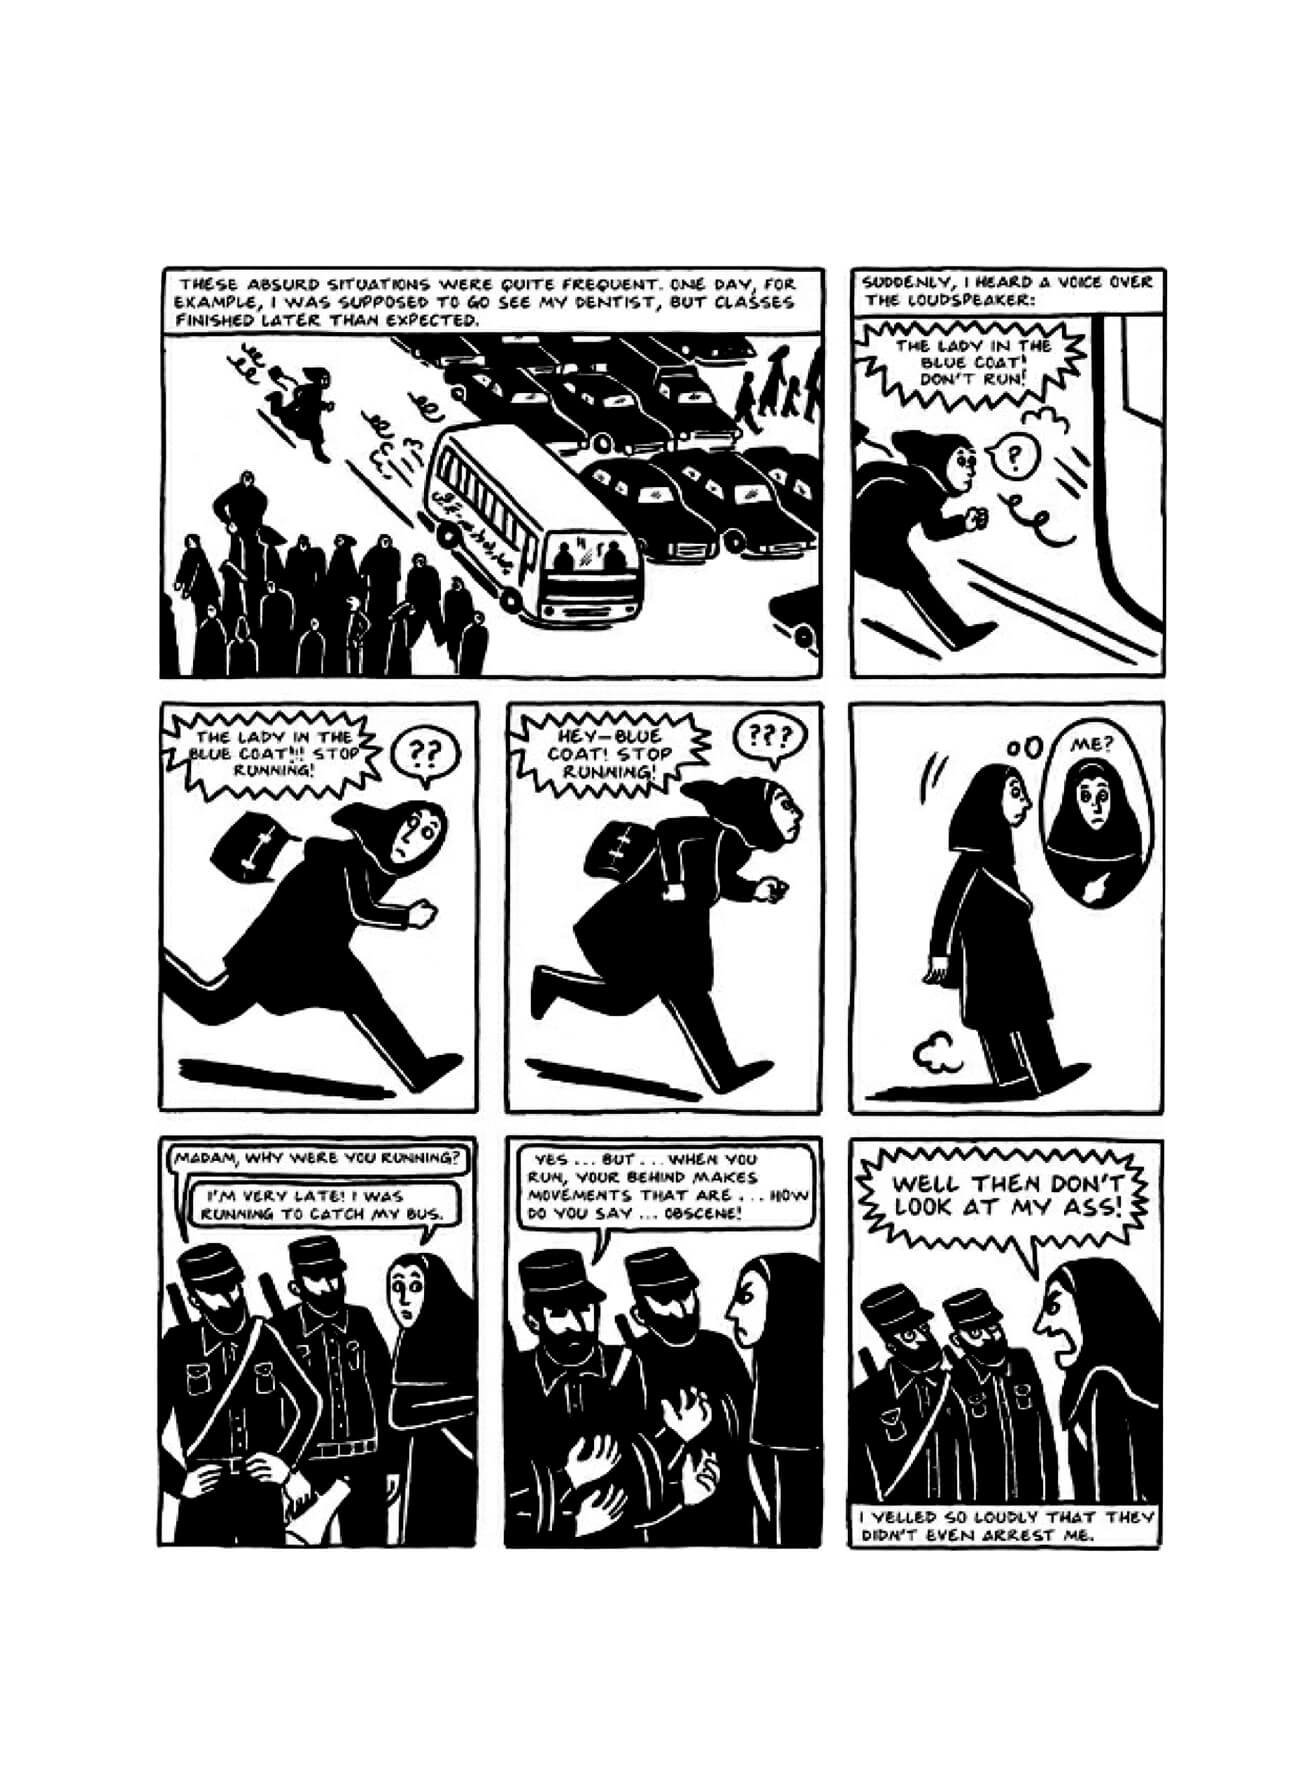 THESE ABSURD SITUATIONS WERE QUITE FREQUENT. ONE DAY, FOR
EXAMPLE, I WAS SUPPOSED TO GO SEE MY DENTIST, BUT CLASSES
FINISHED LATER THAN EXPECTED.
SUDDENLY, I HEARD A VOICE OVER
THE LOUDSPEAKER:
THE LADY IN THE
BLUE COAT!
DON'T RUN!
?
THE LADY IN THE
BLUE COAT!!! STOP
RUNNING!
??
HEY—BLUE
COAT! STOP
RUNNING!
???
ME?
MADAM, WHY WERE YOU RUNNING?
I'M VERY LATE! I WAS
RUNNING TO CATCH MY BUS.
YES ... BUT ... WHEN YOU
RUN, YOUR BEHIND MAKES
MOVEMENTS THAT ARE ... HOW
DO YOU SAY ... OBSCENE!
WELL THEN DON'T
LOOK AT MY ASS!
I YELLED SO LOUDLY THAT THEY
DIDN'T EVEN ARREST ME.